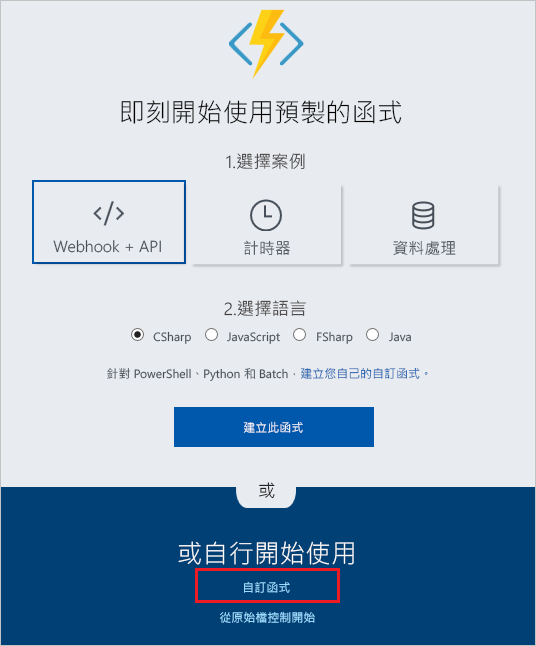 即刻開始使用預製的函式
1.選擇案例
Webhook + API
計時器
資料處理
2.選擇語言
CSharp JavaScript FSharp Java
針對 PowerShell、Python 和 Batch，建立您自己的自訂函式。
建立此函式
或
或自行開始使用
自訂函式
從原始檔控制開始